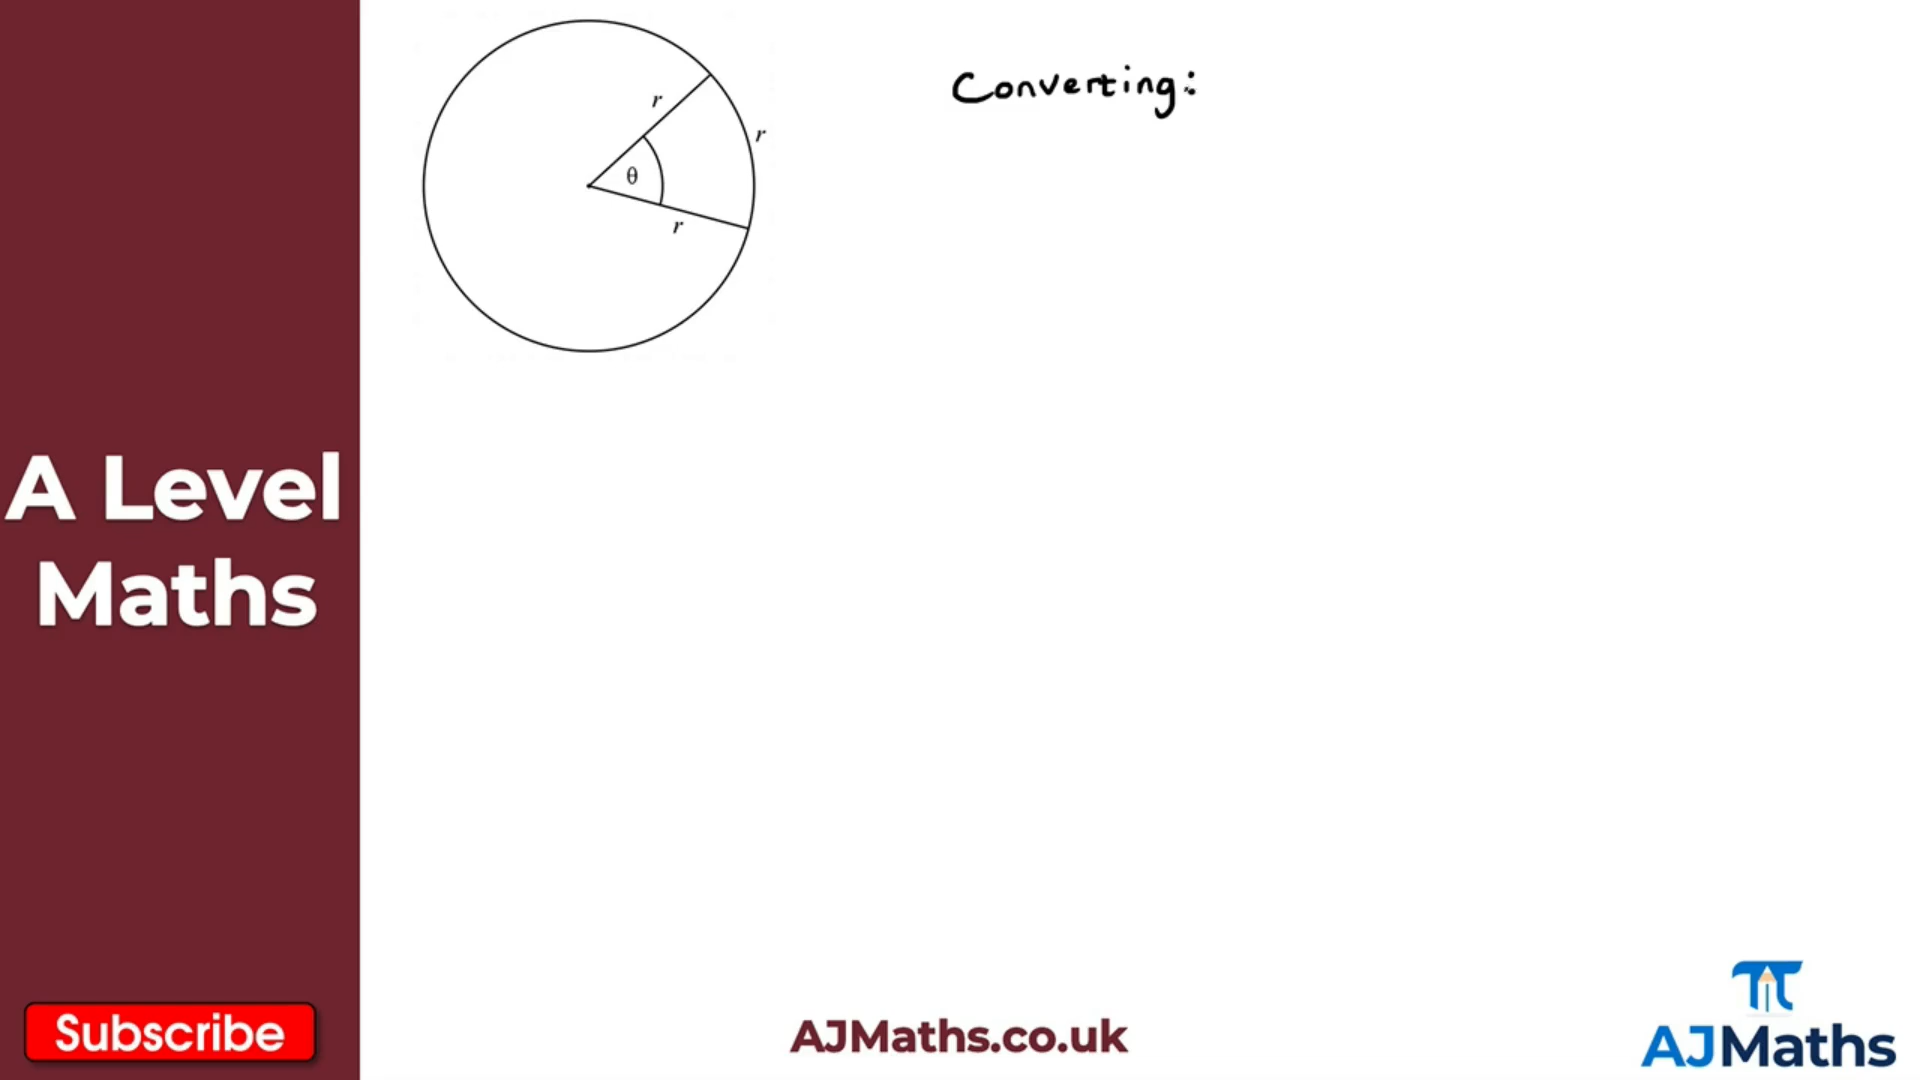 r
r
θ
r
Converting:
A Level
Maths
Subscribe
AJMaths.co.uk
AJMaths